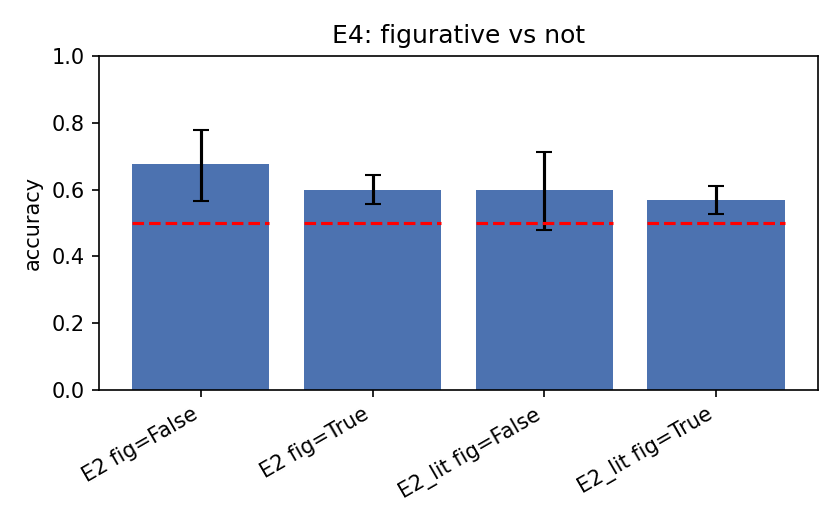 E4: figurative vs not
accuracy
1.0
0.8
0.6
0.4
0.2
0.0
E2 fig=False
E2 fig=True
E2_lit fig=False
E2_lit fig=True